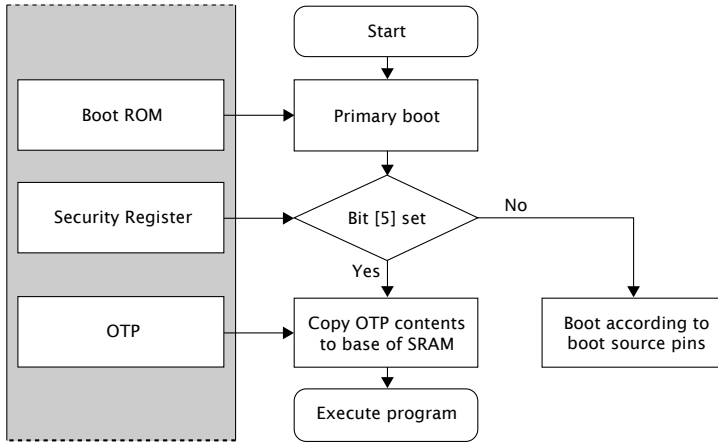 Start
Boot ROM
Primary boot
Security Register
Bit [5] set
No
Yes
OTP
Copy OTP contents
to base of SRAM
Boot according to
boot source pins
Execute program